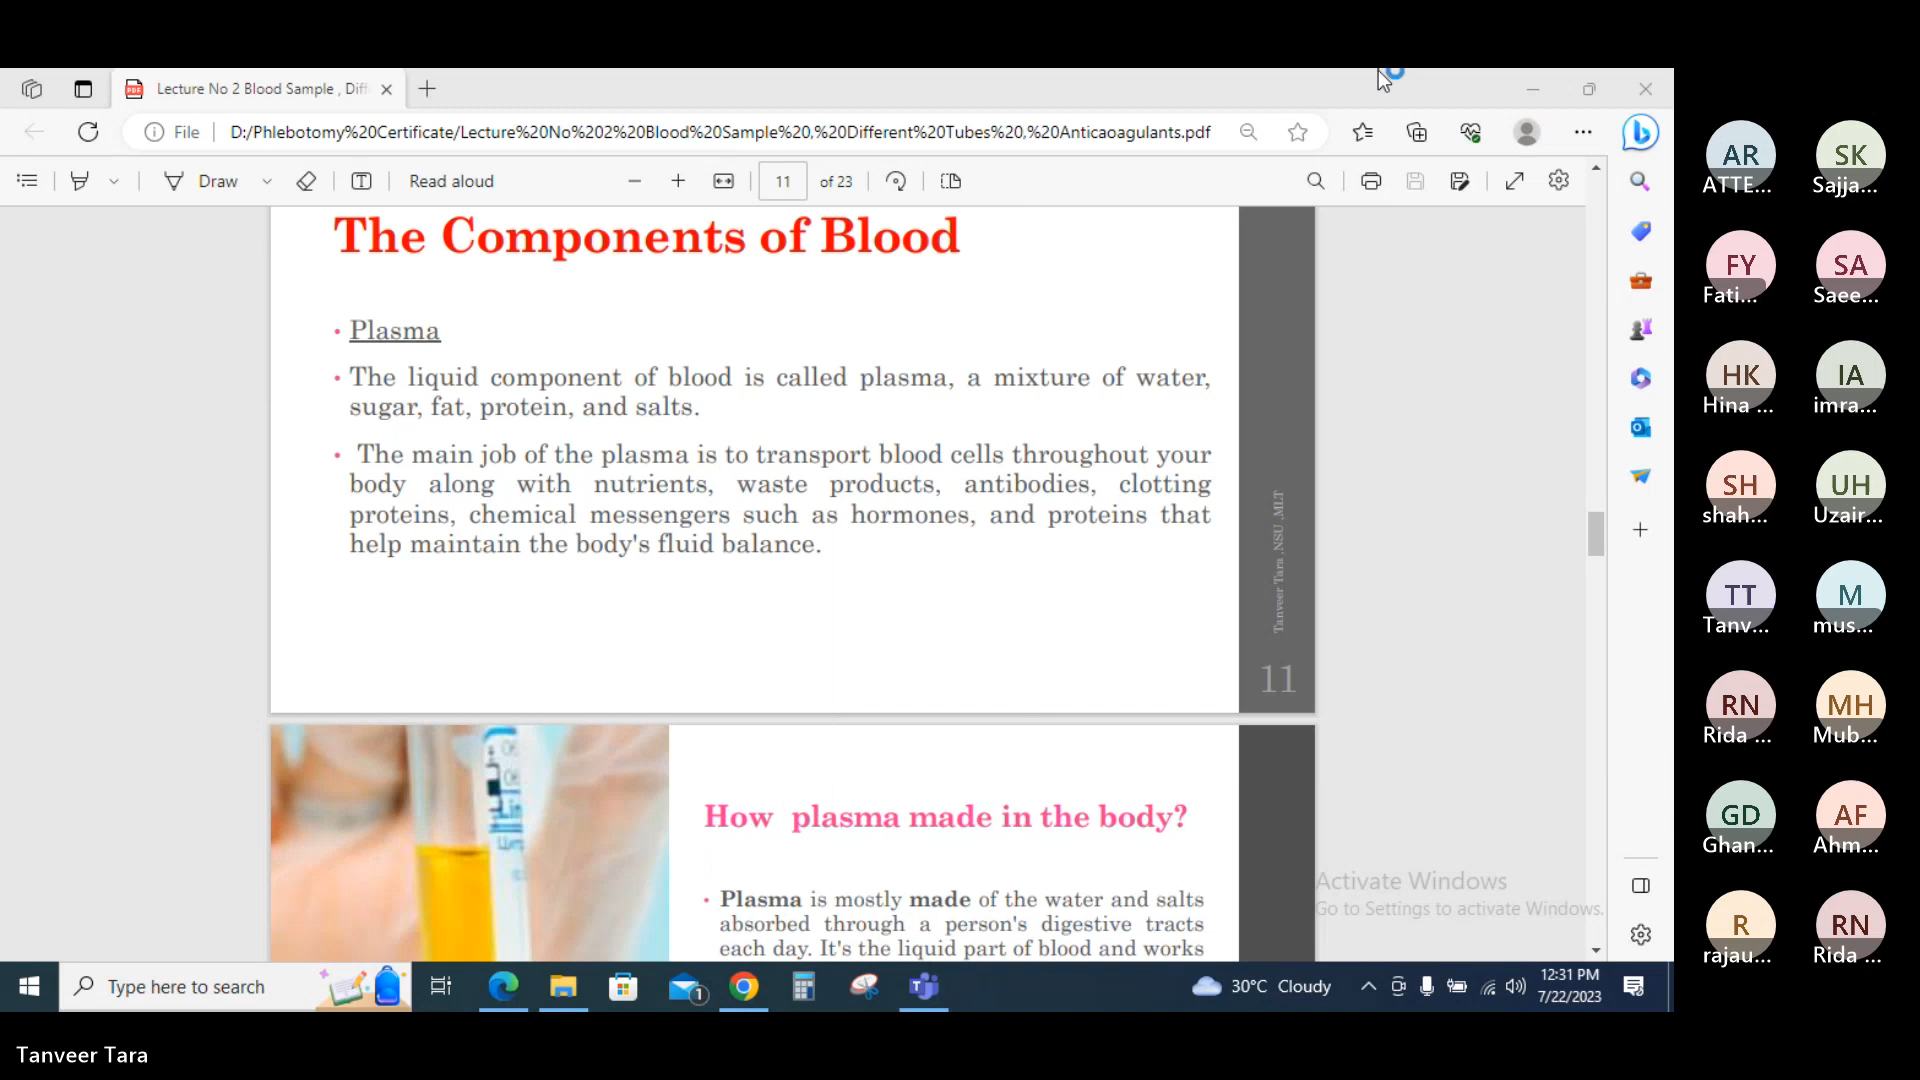 Lecture No 2 Blood Sample , Diff
File
D:/Phlebotomy%20Certificate/Lecture%20No%202%20Blood%20Sample%20,%20Different%20Tubes%20,%20Anticaoagulants.pdf
Draw
Read aloud
11
of 23
The Components of Blood
• Plasma
• The liquid component of blood is called plasma, a mixture of water,
sugar, fat, protein, and salts.
• The main job of the plasma is to transport blood cells throughout your
body along with nutrients, waste products, antibodies, clotting
proteins, chemical messengers such as hormones, and proteins that
help maintain the body's fluid balance.
Tanveer Tara .NSU .MLT
11
How plasma made in the body?
• Plasma is mostly made of the water and salts
absorbed through a person's digestive tracts
each day. It's the liquid part of blood and works
Activate Windows
Go to Settings to activate Windows.
Type here to search
1
30°C Cloudy
12:31 PM
7/22/2023
AR
ATTE...
SK
Sajja...
FY
Fati...
SA
Saee...
HK
Hina ...
IA
imra...
SH
shah...
UH
Uzair...
TT
Tanv...
M
mus...
RN
Rida ...
MH
Mub...
GD
Ghan...
AF
Ahm...
R
rajau...
RN
Rida ...
Tanveer Tara